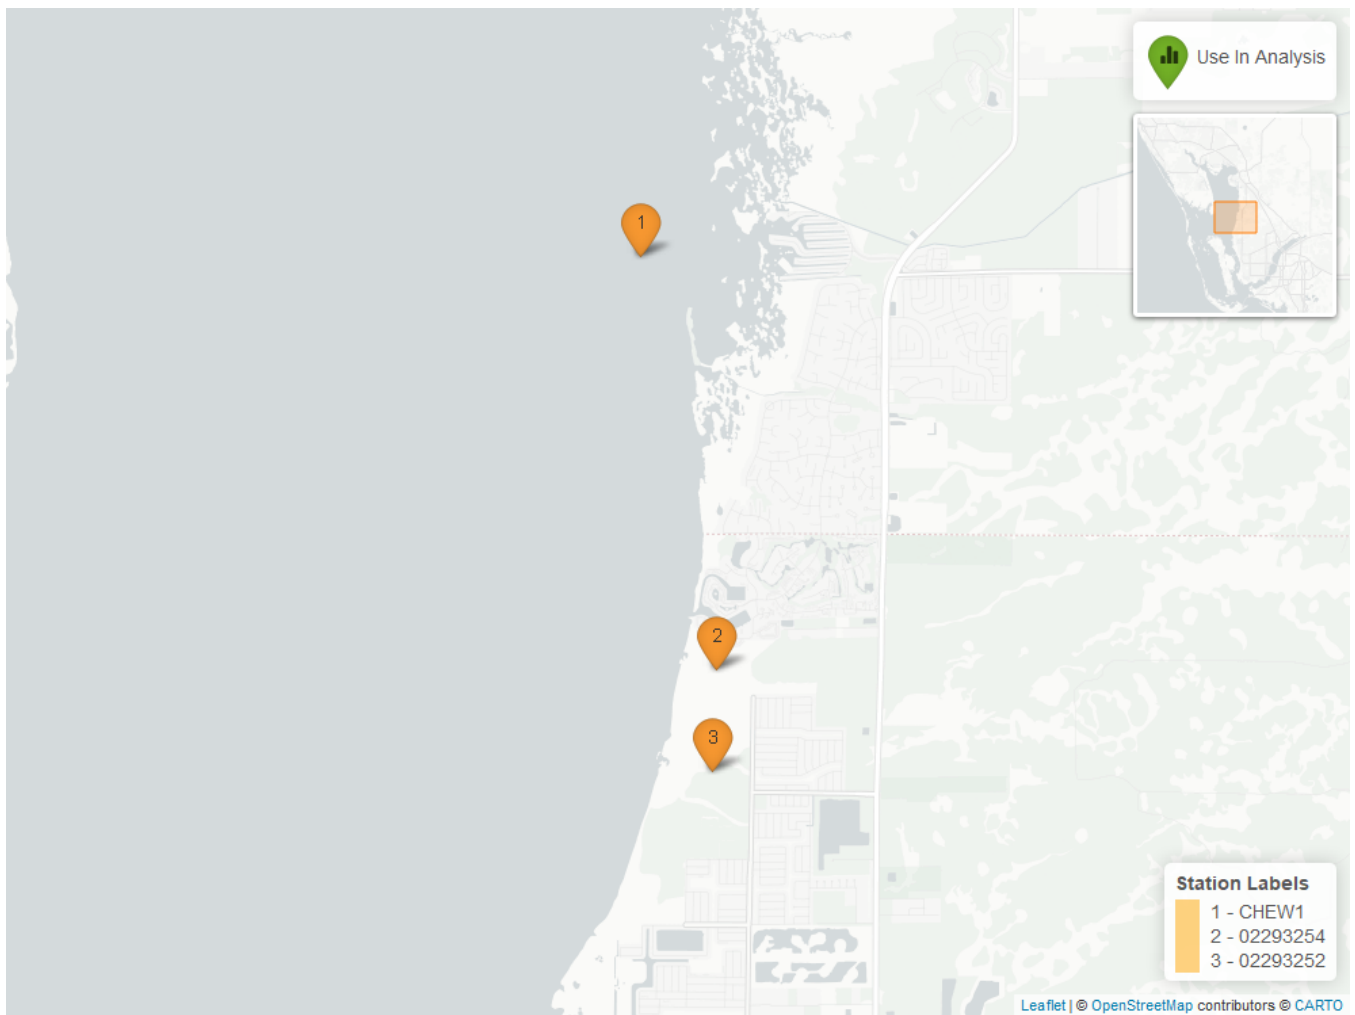 Use In Analysis
1
2
3
Station Labels
1 - CHEW1
2 - 02293254
3 - 02293252
Leaflet | © OpenStreetMap contributors © CARTO